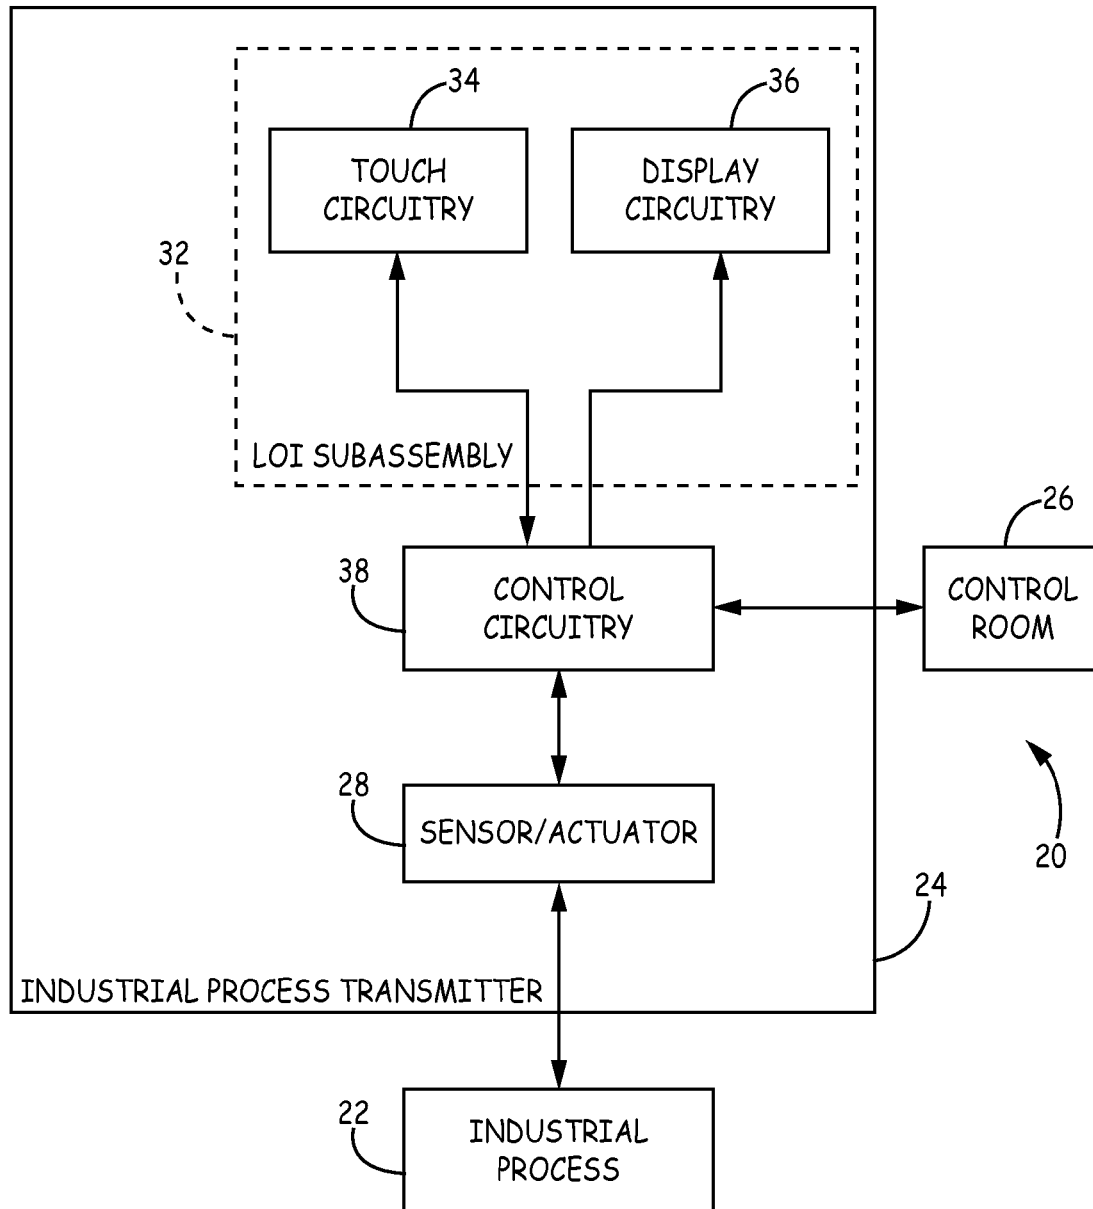 34
36
TOUCH
CIRCUITRY
DISPLAY
CIRCUITRY
32
LOI SUBASSEMBLY
26
38
CONTROL
CIRCUITRY
CONTROL
ROOM
28
SENSOR/ACTUATOR
20
24
INDUSTRIAL PROCESS TRANSMITTER
22
INDUSTRIAL
PROCESS